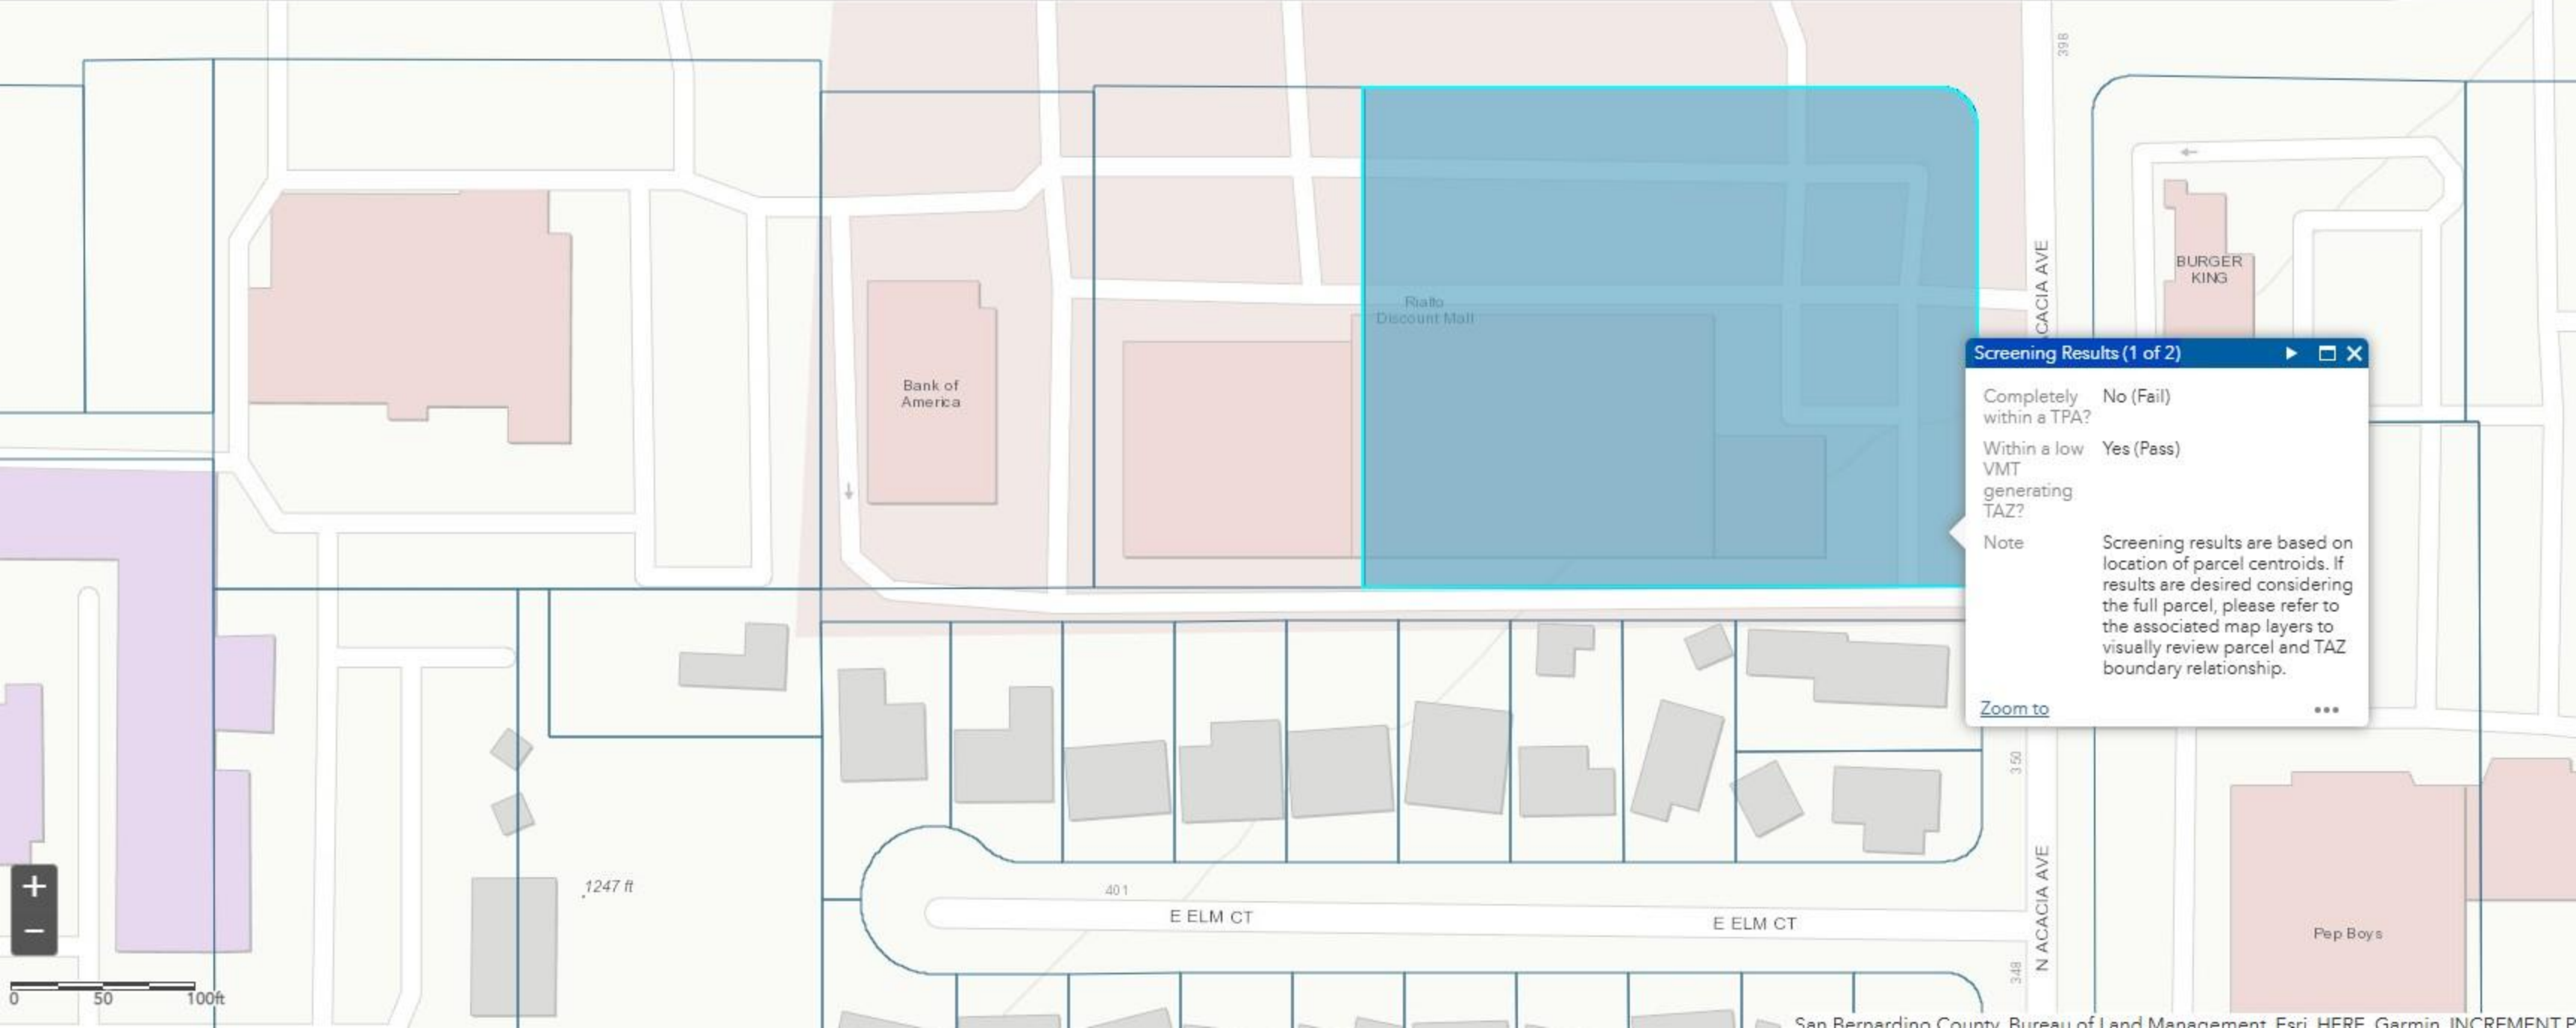 398
N ACACIA AVE
BURGER
KING
Rialto
Discount Mall
Bank of
America
Screening Results (1 of 2)
Completely
within a TPA?
No (Fail)
Within a low
VMT
generating
TAZ?
Yes (Pass)
Note
Screening results are based on
location of parcel centroids. If
results are desired considering
the full parcel, please refer to
the associated map layers to
visually review parcel and TAZ
boundary relationship.
Zoom to
350
1247 ft
401
E ELM CT
E ELM CT
N ACACIA AVE
348
Pep Boys
+
−
0 50 100ft
San Bernardino County, Bureau of Land Management, Esri, HERE, Garmin, INCREMENT P